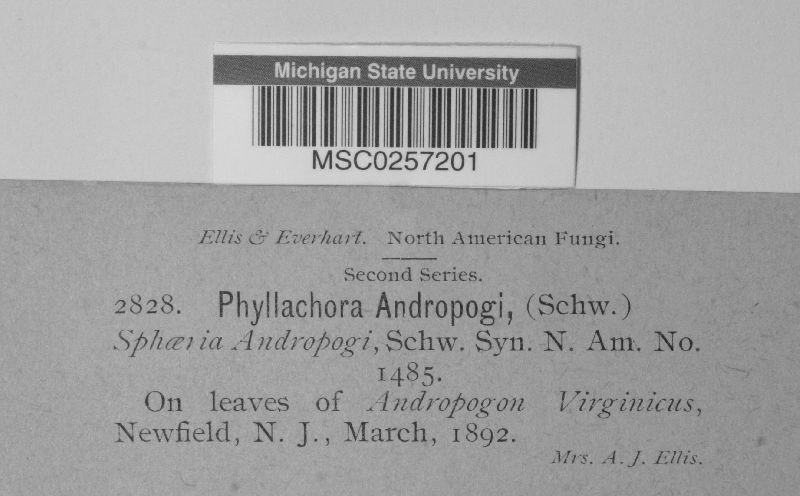 Michigan State University
MSC0257201
Ellis & Everhart. North American Fungi.
Second Series.
2828. Phyllachora Andropogi, (Schw.)
Sphæria Andropogi, Schw. Syn. N. Am. No.
1485.
On leaves of Andropogon Virginicus,
Newfield, N. J., March, 1892.
Mrs. A. J. Ellis.